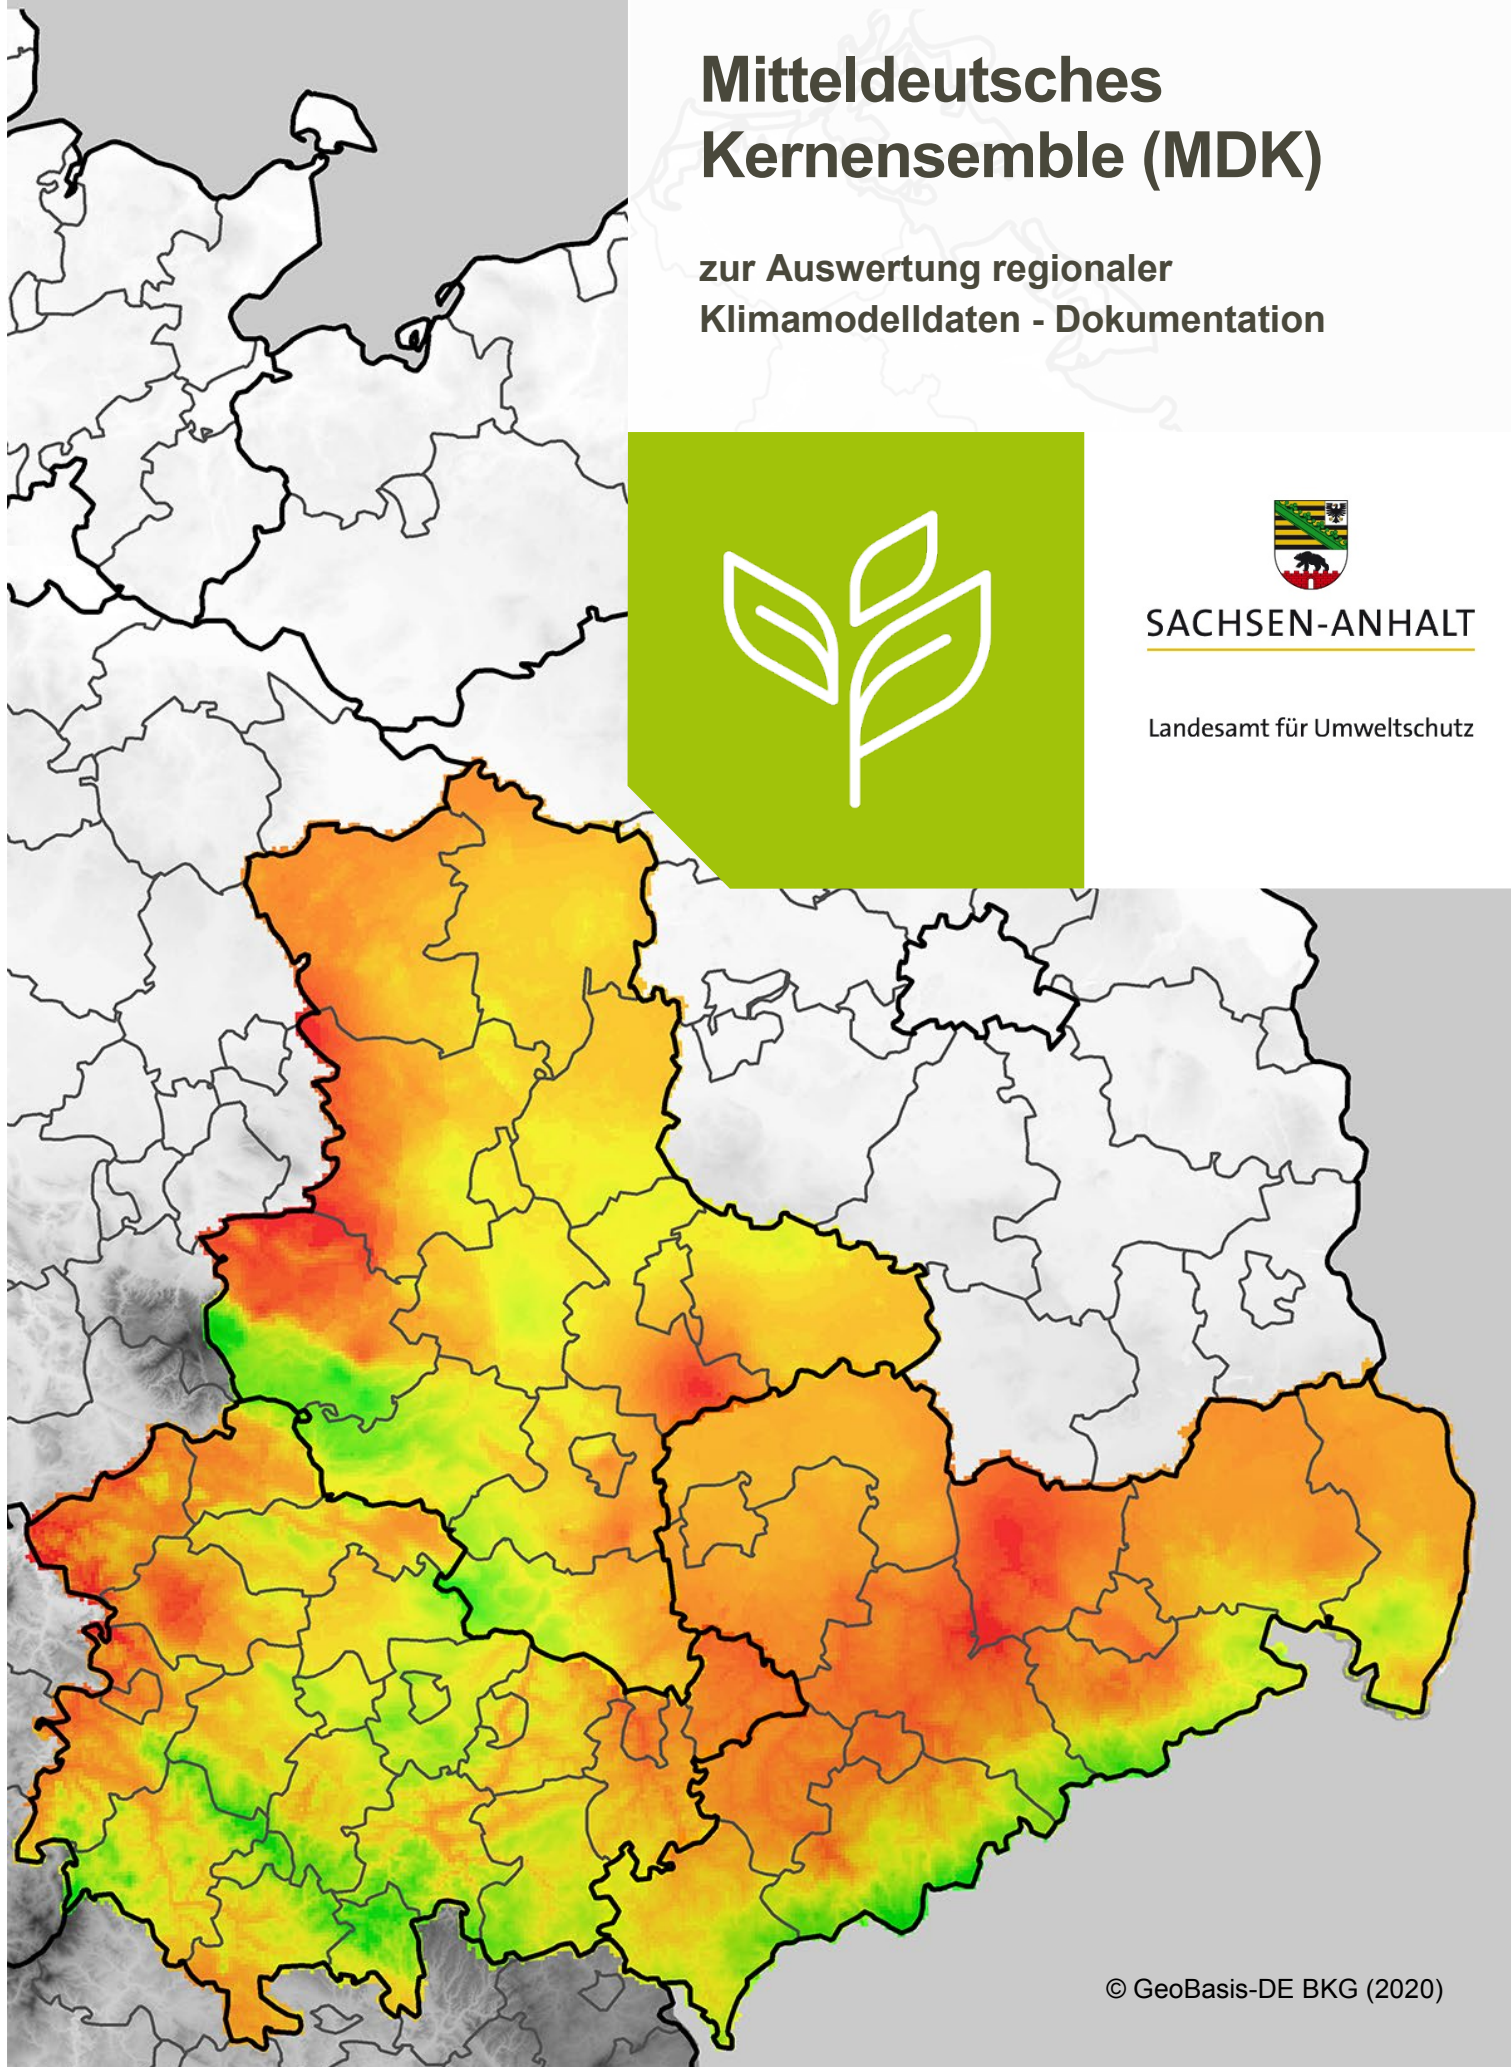 Mitteldeutsches
Kernensemble (MDK)
zur Auswertung regionaler
Klimamodelldaten - Dokumentation
SACHSEN-ANHALT
Landesamt für Umweltschutz
© GeoBasis-DE BKG (2020)